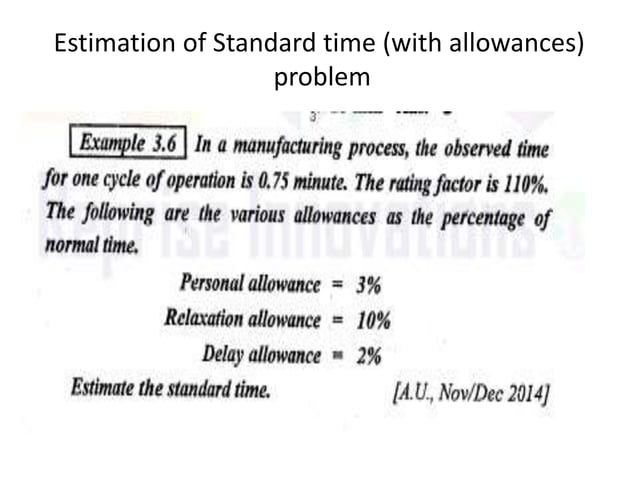 Estimation of Standard time (with allowances)
problem
Example 3.6 In a manufacturing process, the observed time
for one cycle of operation is 0.75 minute. The rating factor is 110%.
The following are the various allowances as the percentage of
normal time.
Personal allowance = 3%
Relaxation allowance = 10%
Delay allowance = 2%
Estimate the standard time. [A.U., Nov/Dec 2014]